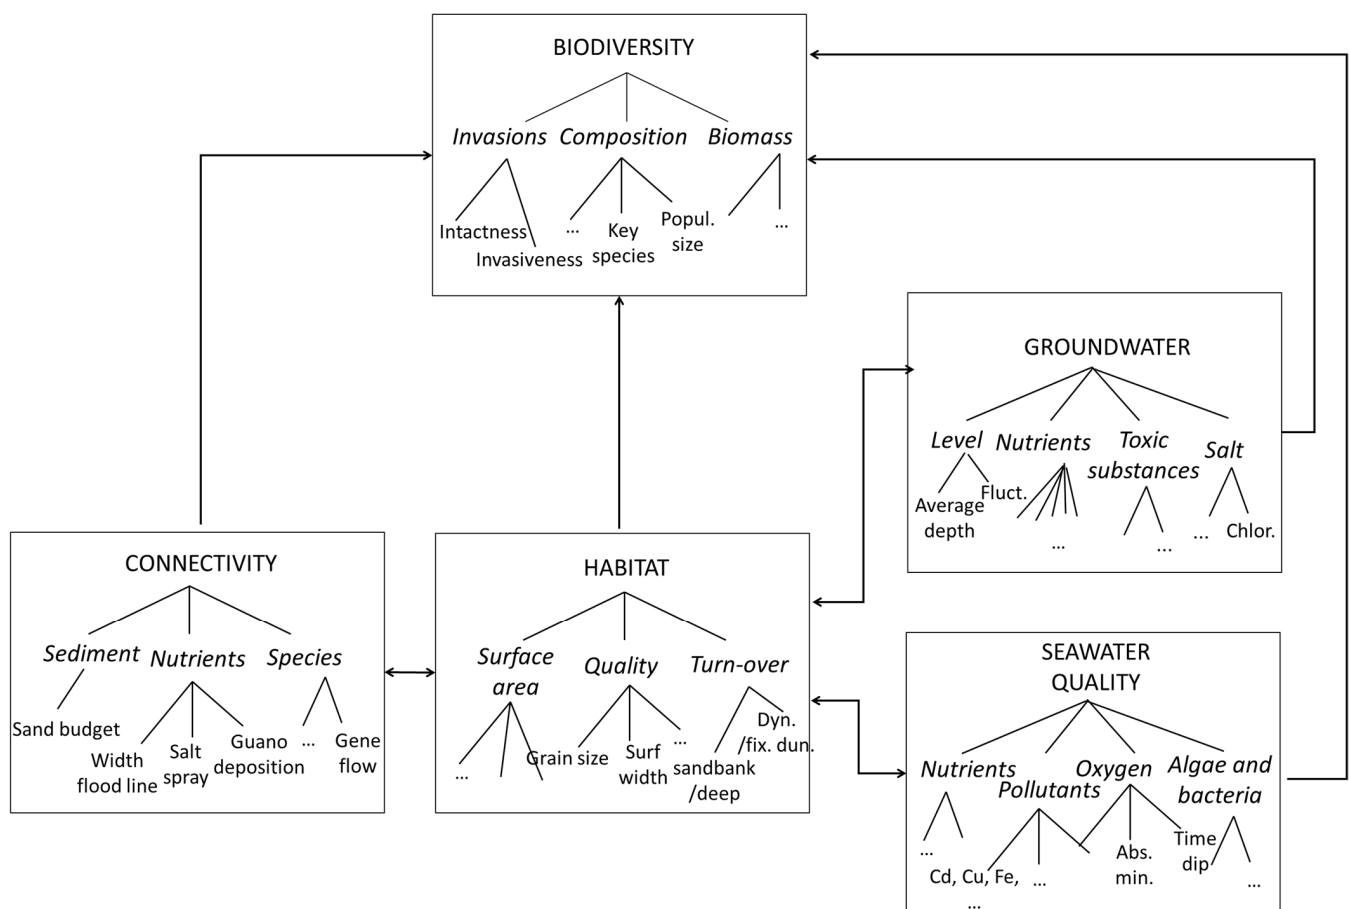 BIODIVERSITY
Invasions Composition Biomass
Intactness
Invasiveness
...
Key
species
Popul.
size
...
GROUNDWATER
Level Nutrients
Toxic
substances
Salt
Average
depth
Fluct.
...
...
...
Chlor.
CONNECTIVITY
Sediment Nutrients Species
Sand budget
Width
flood line
Salt
spray
Guano
deposition
...
Gene
flow
HABITAT
Surface
area
Quality
Turn-over
...
Grain size
Surf
width
...
sandbank
/deep
Dyn.
/fix. dun.
SEAWATER
QUALITY
Nutrients
Pollutants
Oxygen
Algae and
bacteria
...
Cd, Cu, Fe,
...
...
Abs.
min.
Time
dip
...